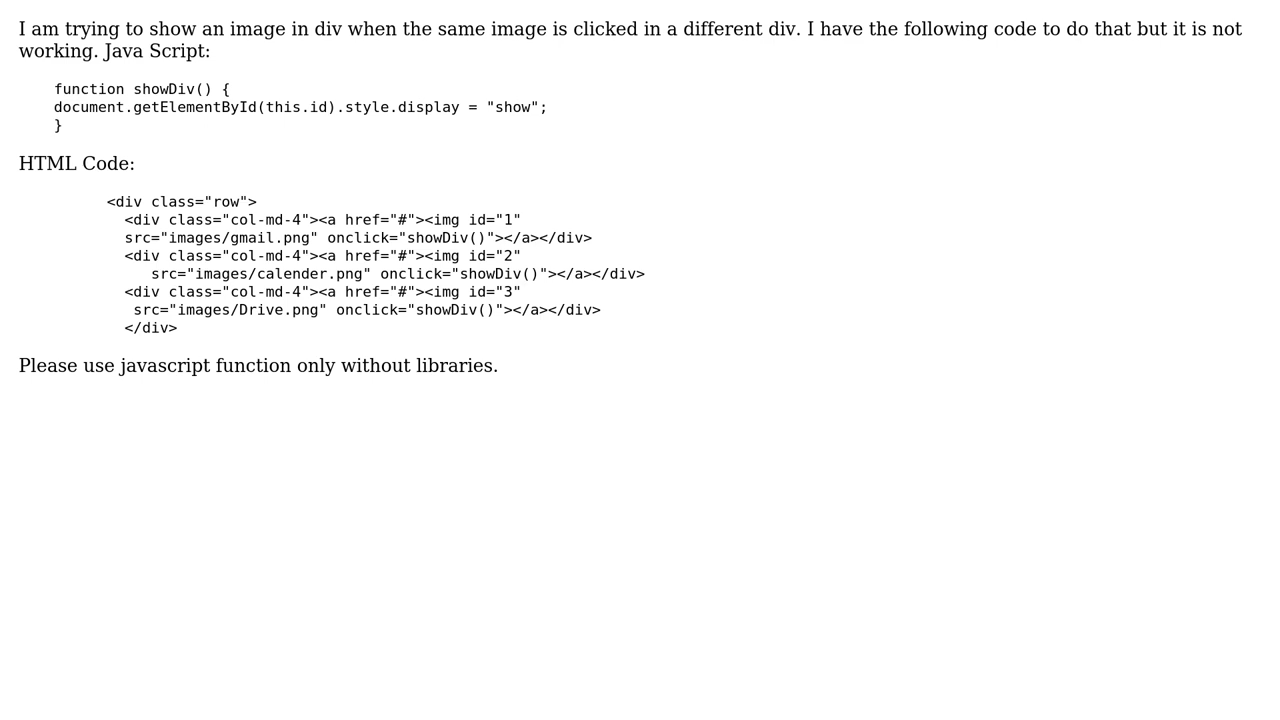 I am trying to show an image in div when the same image is clicked in a different div. I have the following code to do that but it is not
working. Java Script:
function showDiv() {
document.getElementById(this.id).style.display = "show";
}
HTML Code:
<div class="row">
<div class="col-md-4"><a href="#"><img id="1"
src="images/gmail.png" onclick="showDiv()"></a></div>
<div class="col-md-4"><a href="#"><img id="2"
src="images/calender.png" onclick="showDiv()"></a></div>
<div class="col-md-4"><a href="#"><img id="3"
src="images/Drive.png" onclick="showDiv()"></a></div>
</div>
Please use javascript function only without libraries.